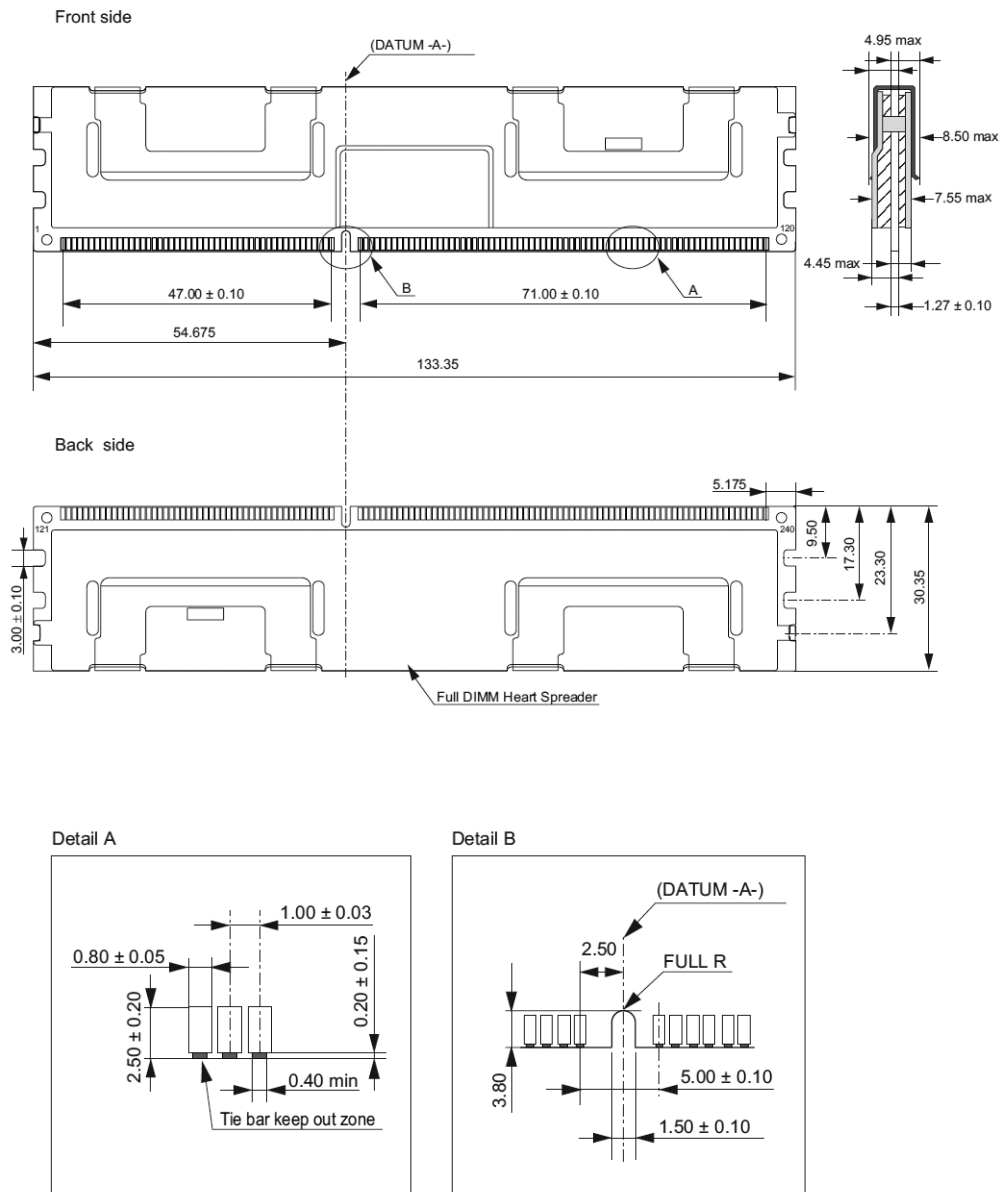 Front side
(DATUM -A-)
4.95 max
8.50 max
7.55 max
1
120
4.45 max
B
A
47.00 ± 0.10
71.00 ± 0.10
1.27 ± 0.10
54.675
133.35
Back side
5.175
121
240
9.50
17.30
23.30
30.35
3.00 ± 0.10
Full DIMM Heart Spreader
Detail A
1.00 ± 0.03
0.80 ± 0.05
0.20 ± 0.15
2.50 ± 0.20
0.40 min
Tie bar keep out zone
Detail B
(DATUM -A-)
2.50
FULL R
3.80
5.00 ± 0.10
1.50 ± 0.10